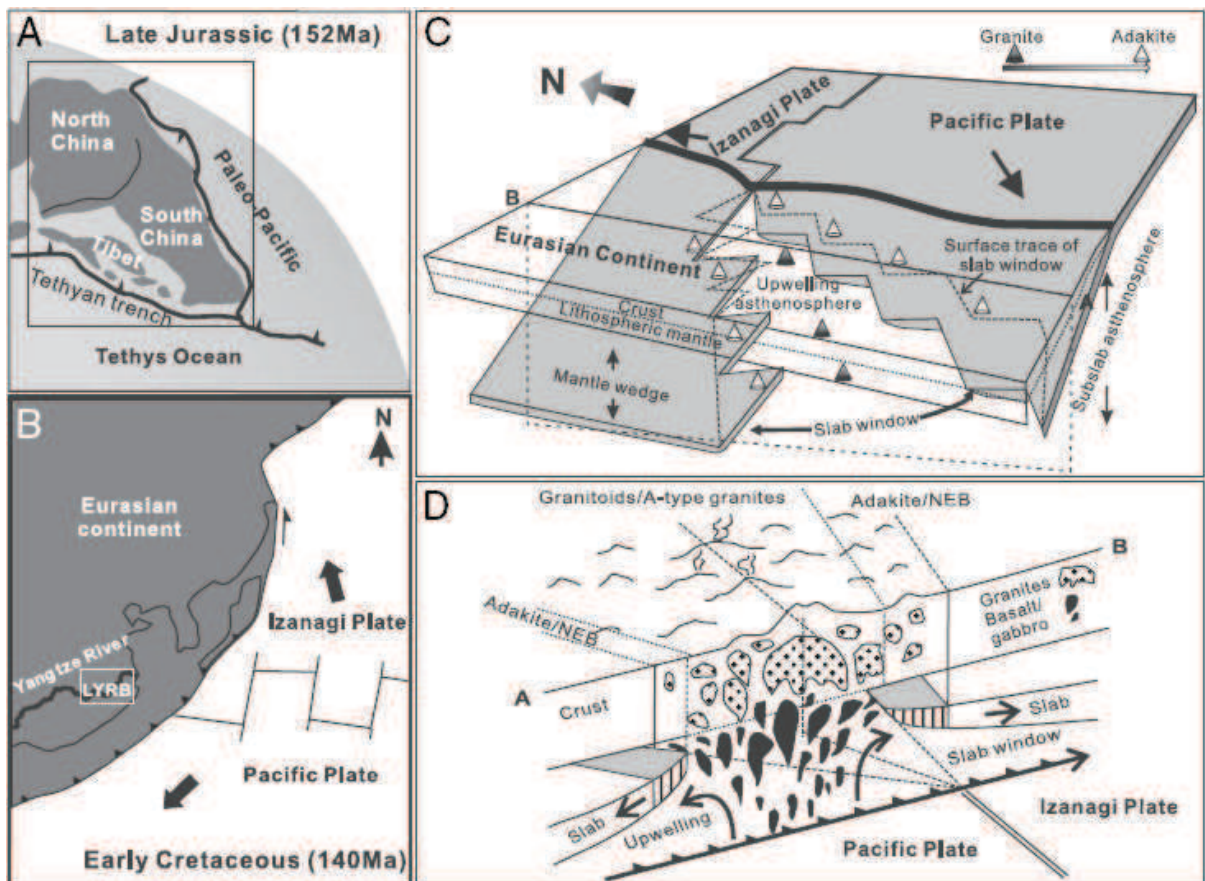 A
Late Jurassic (152Ma)
North
China
South
China
Tibet
Paleo-Pacific
Tethyan trench
Tethys Ocean
B
N
Eurasian
continent
Izanagi Plate
Yangtze River
LYRB
Pacific Plate
Early Cretaceous (140Ma)
C
Granite
Adakite
N
Izanagi Plate
Pacific Plate
B
Eurasian Continent
Surface trace of
slab window
Upwelling
asthenosphere
Crust
Lithospheric mantle
Mantle wedge
Slab window
Subslab asthenosphere
D
Granitoids/A-type granites
Adakite/NEB
B
Granites
Basalt/
gabbro
Adakite/NEB
A
Crust
Slab
Slab window
Slab
Upwelling
Izanagi Plate
Pacific Plate